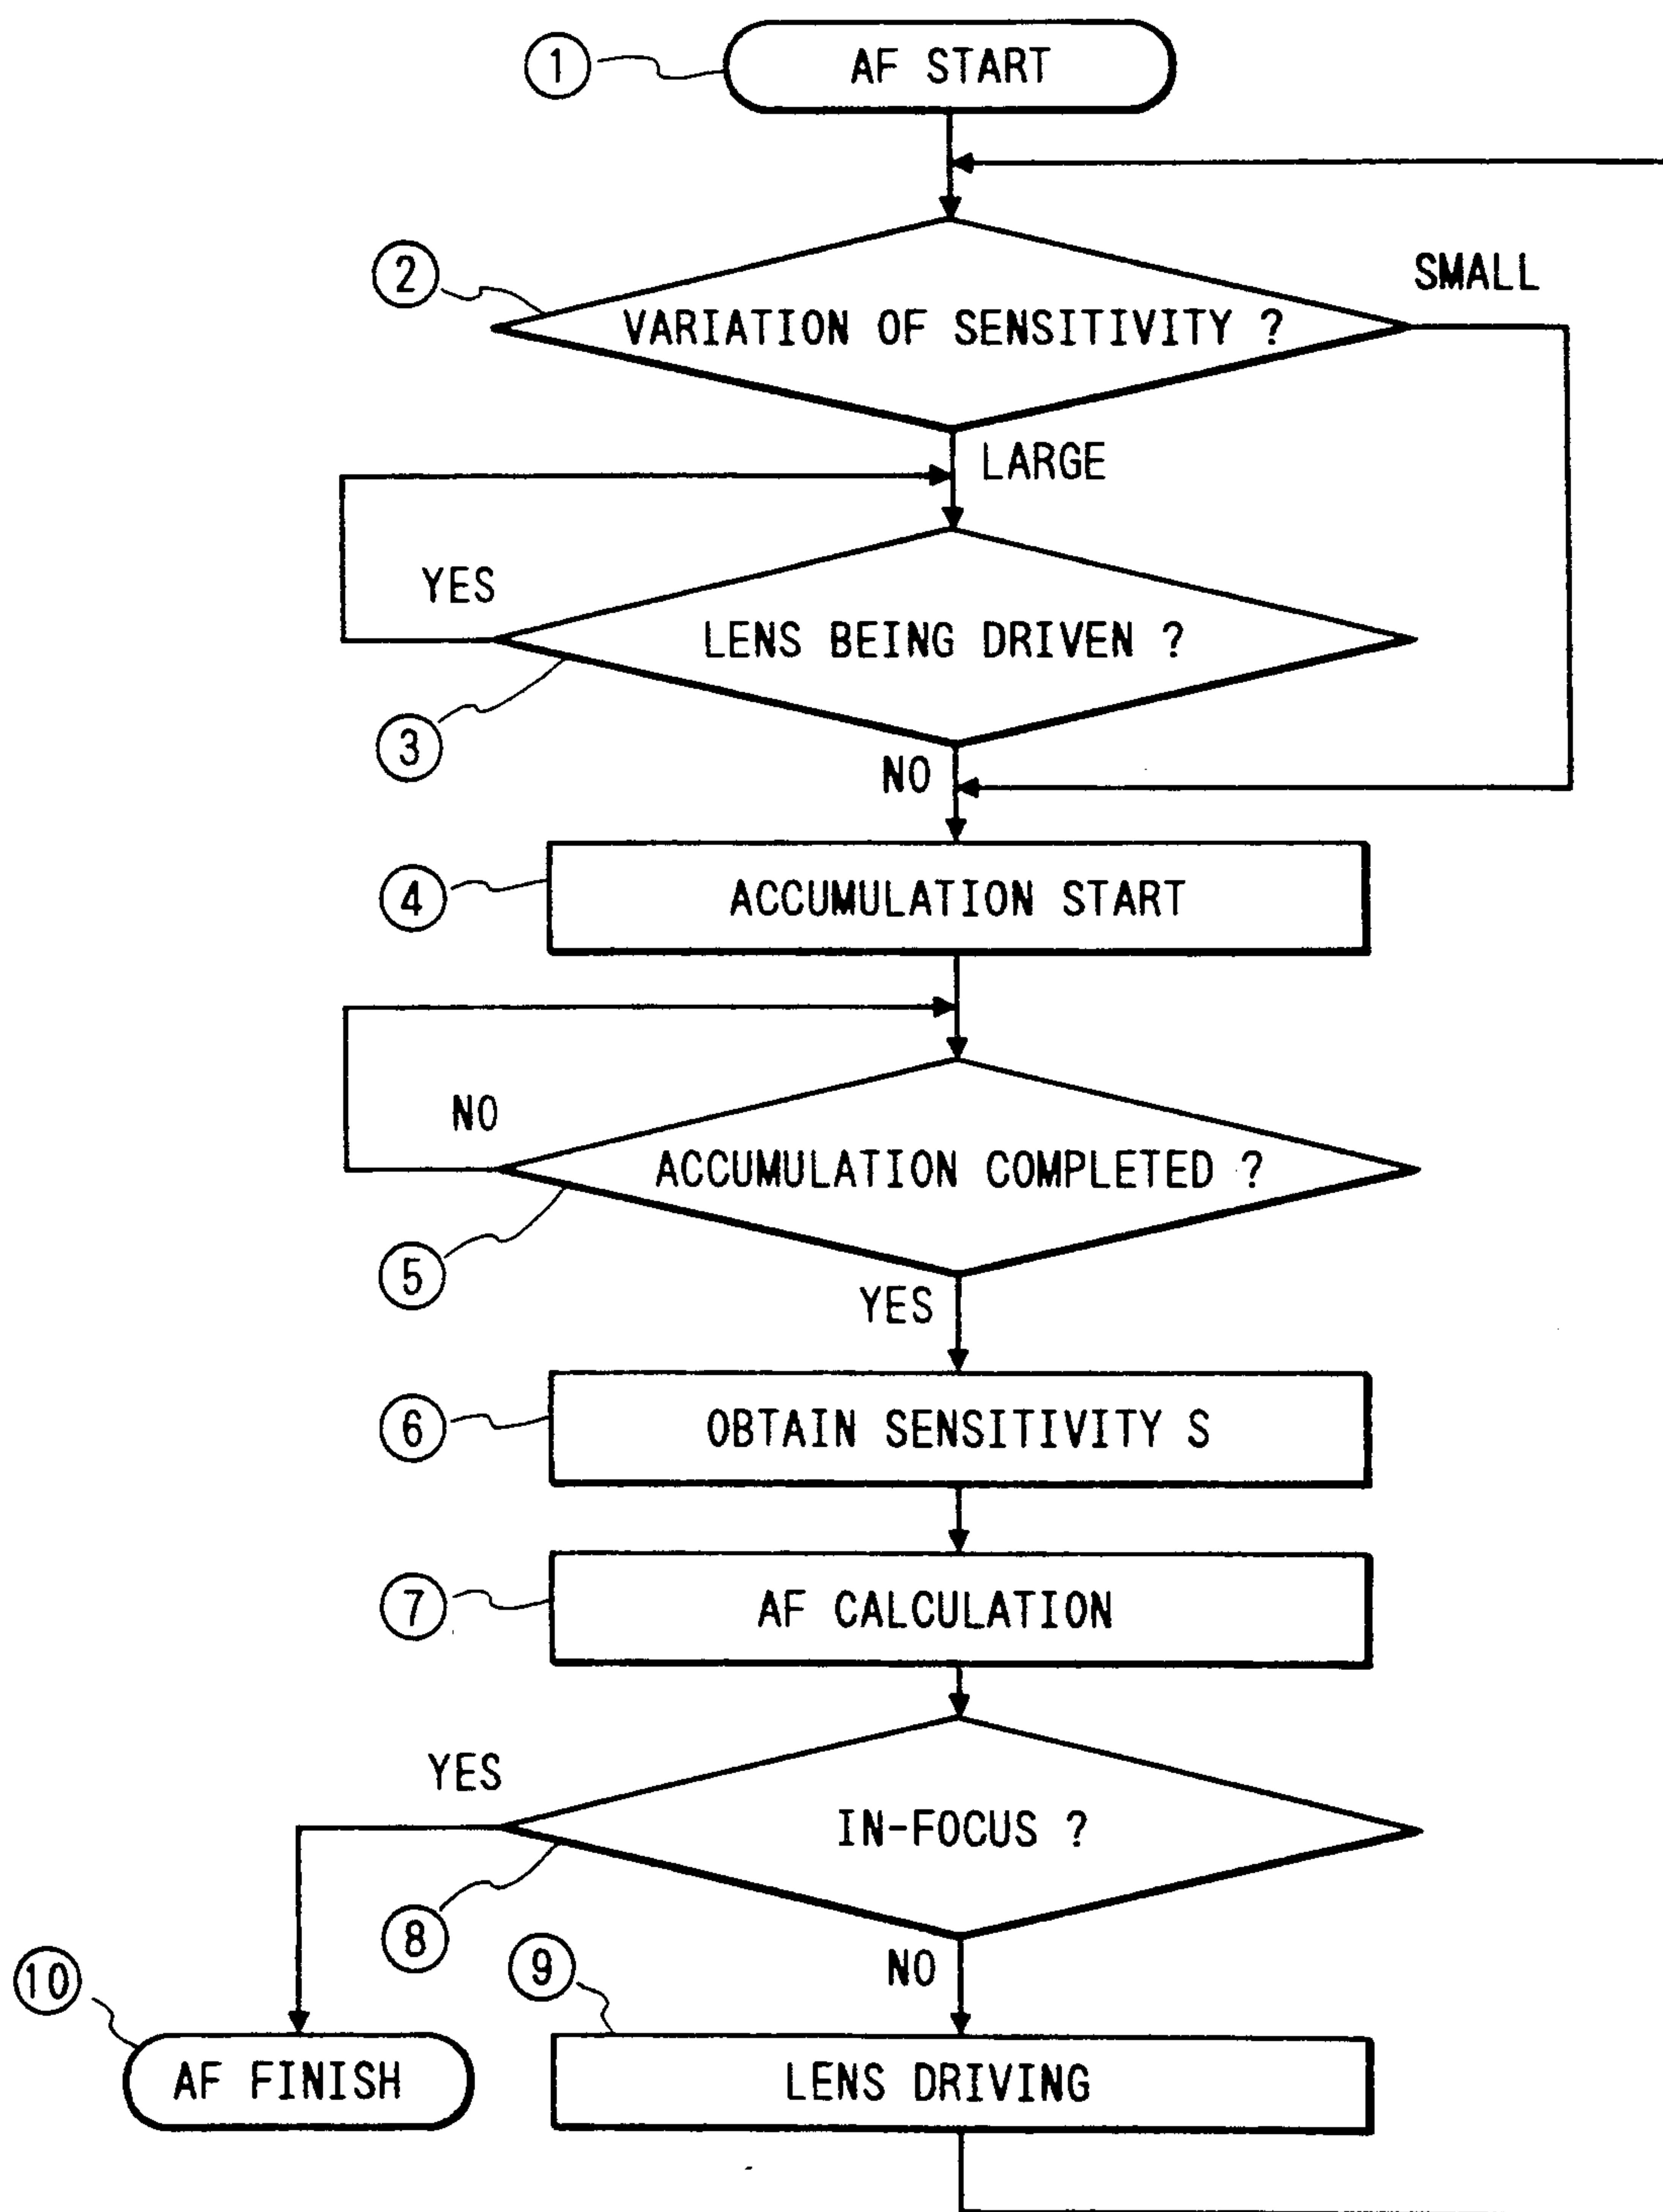 ① AF START
② VARIATION OF SENSITIVITY ?
SMALL
LARGE
YES
③ LENS BEING DRIVEN ?
NO
④ ACCUMULATION START
NO
⑤ ACCUMULATION COMPLETED ?
YES
⑥ OBTAIN SENSITIVITY S
⑦ AF CALCULATION
YES
⑧ IN-FOCUS ?
NO
⑩ AF FINISH
⑨ LENS DRIVING